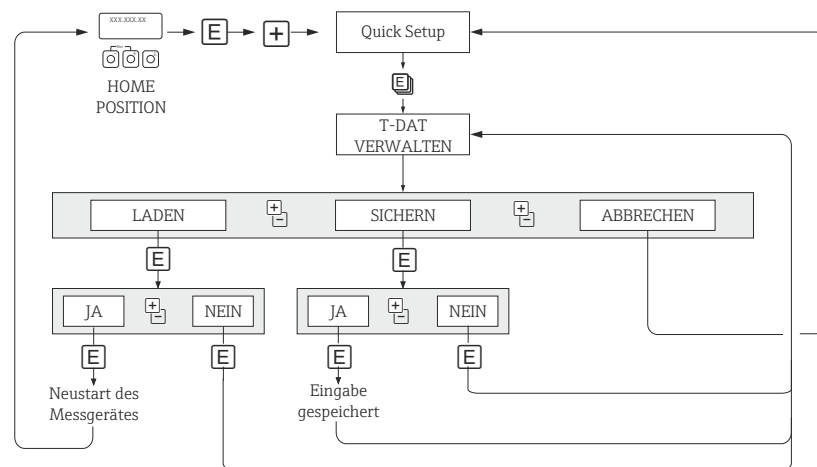 XXX.XXX.XX
Esc
E
+
Quick Setup
HOME
POSITION
E
T-DAT
VERWALTEN
LADEN
+
-
SICHERN
+
-
ABBRECHEN
E
E
JA
+
-
NEIN
JA
+
-
NEIN
E
E
E
E
Neustart des
Messgerätes
Eingabe
gespeichert